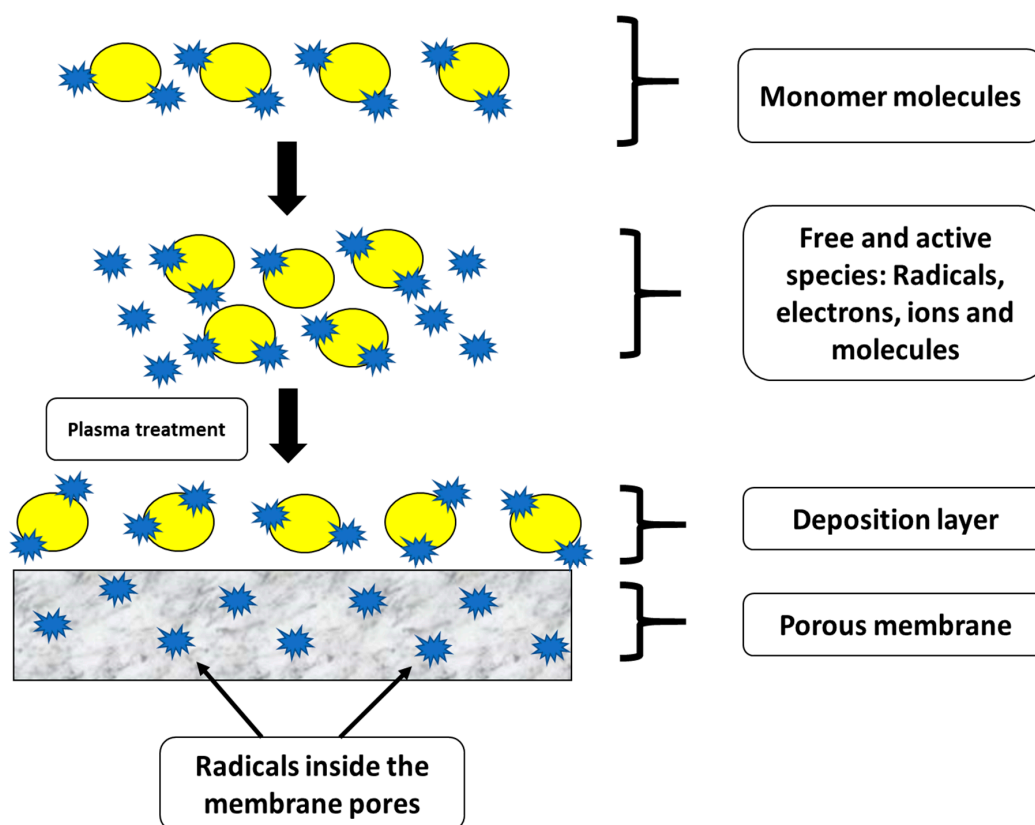 Monomer molecules
Free and active
species: Radicals,
electrons, ions and
molecules
Plasma treatment
Deposition layer
Porous membrane
Radicals inside the
membrane pores